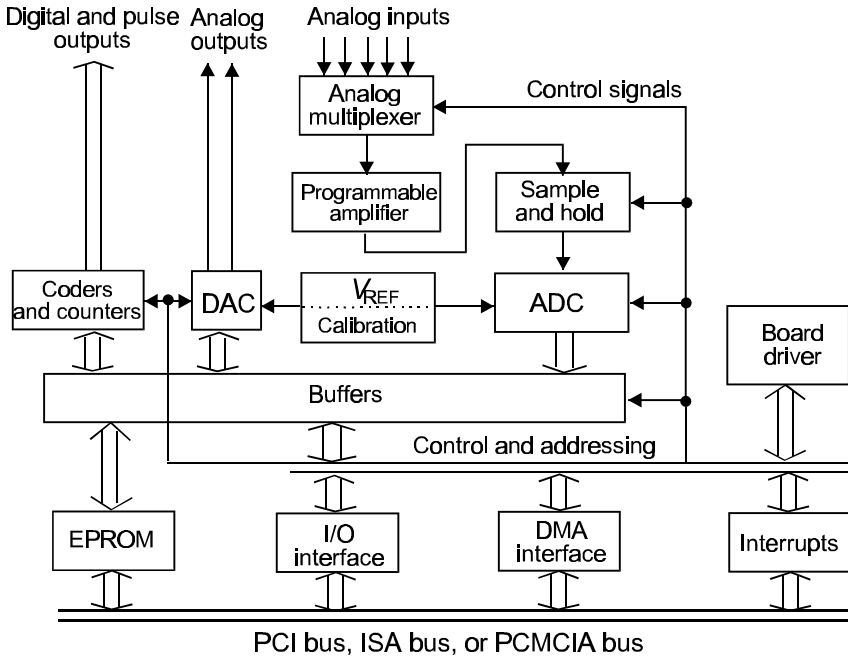 Digital and pulse
outputs
Analog
outputs
Analog inputs
Analog
multiplexer
Control signals
Programmable
amplifier
Sample
and hold
Coders
and counters
DAC
VREF
Calibration
ADC
Board
driver
Buffers
Control and addressing
EPROM
I/O
interface
DMA
interface
Interrupts
PCI bus, ISA bus, or PCMCIA bus